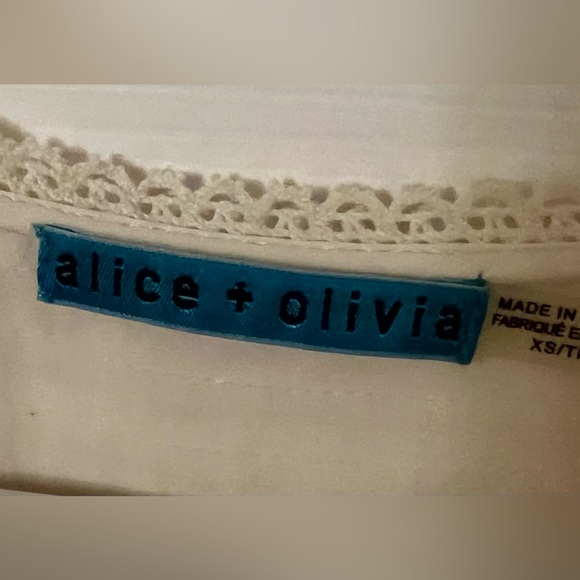 alice + olivia
MADE IN
FABRIQUÉ
XS/